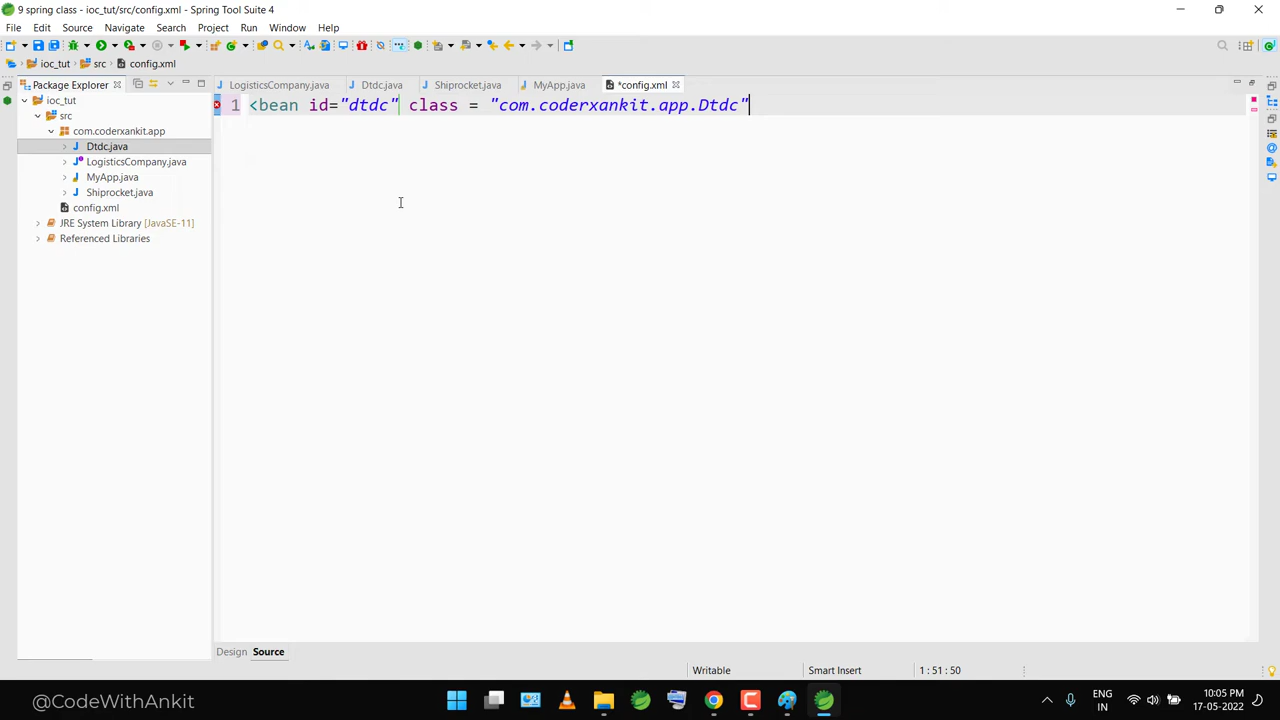 9 spring class - ioc_tut/src/config.xml - Spring Tool Suite 4
File Edit Source Navigate Search Project Run Window Help
ioc_tut src config.xml
Package Explorer
LogisticsCompany.java Dtdc.java Shiprocket.java MyApp.java *config.xml
ioc_tut
1 <bean id="dtdc" class = "com.coderxankit.app.Dtdc"
src
com.coderxankit.app
Dtdc.java
LogisticsCompany.java
MyApp.java
Shiprocket.java
config.xml
JRE System Library [JavaSE-11]
Referenced Libraries
Design Source
Writable Smart Insert 1 : 51 : 50
@CodeWithAnkit
ENG
IN
10:05 PM
17-05-2022